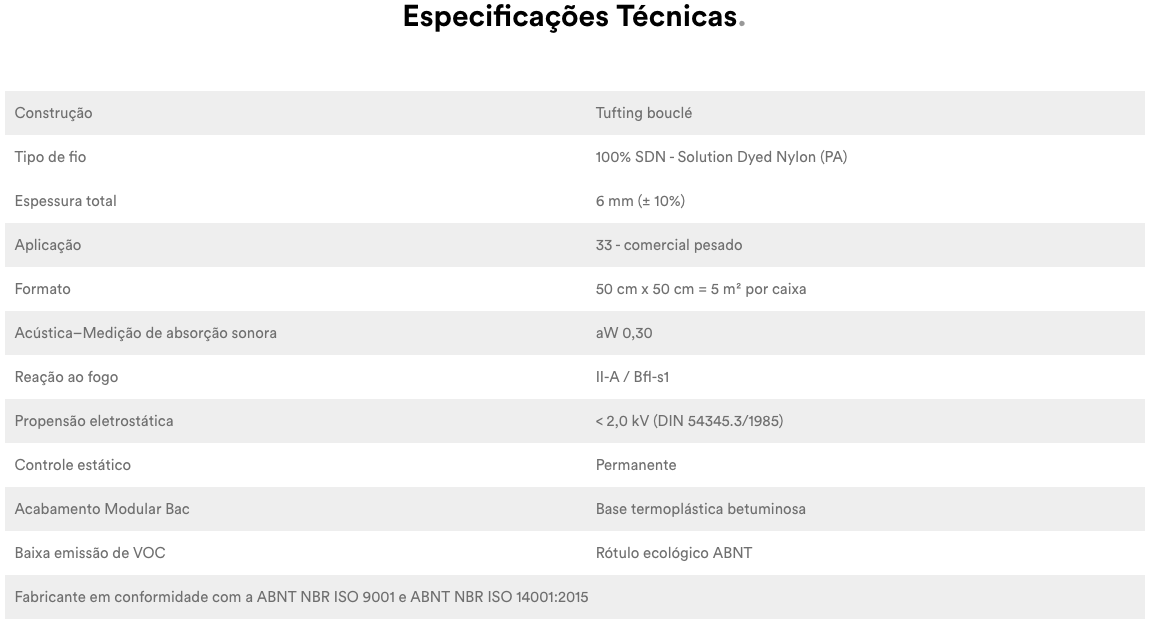 Especificações Técnicas.
Construção Tufting bouclé
Tipo de fio 100% SDN - Solution Dyed Nylon (PA)
Espessura total 6 mm (± 10%)
Aplicação 33 - comercial pesado
Formato 50 cm x 50 cm = 5 m² por caixa
Acústica–Medição de absorção sonora aW 0,30
Reação ao fogo II-A / Bfl-s1
Propensão eletrostática < 2,0 kV (DIN 54345.3/1985)
Controle estático Permanente
Acabamento Modular Bac Base termoplástica betuminosa
Baixa emissão de VOC Rótulo ecológico ABNT
Fabricante em conformidade com a ABNT NBR ISO 9001 e ABNT NBR ISO 14001:2015